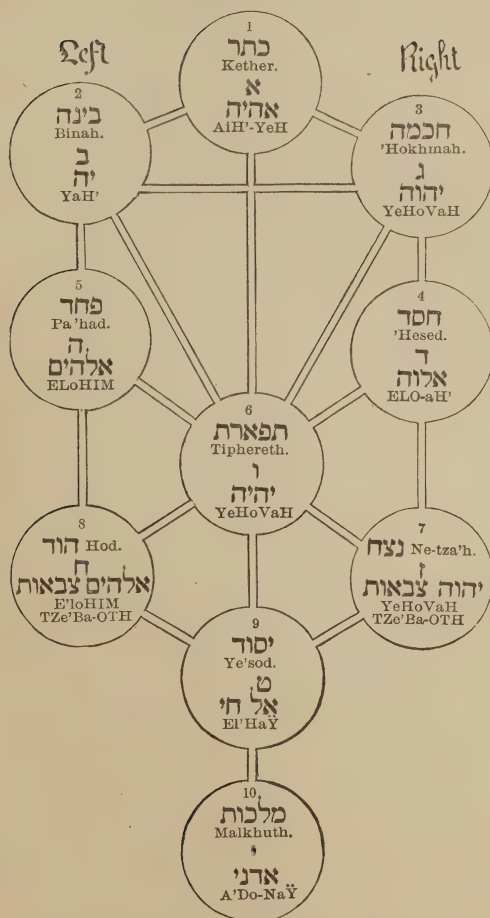 Left
Right
1
כתר
Kether.
א
אהיה
AiH'-YeH
2
בינה
Binah.
ב
יה
YaH'
3
חכמה
'Hokhmah.
ג
יהוה
YeHoVaH
5
פחד
Pa'had.
ה
אלהים
ELoHIM
4
חסד
'Hesed.
ד
אלוה
ELO-aH'
6
תפארת
Tiphereth.
ו
יהיה
YeHoVaH
8
הוד Hod.
ח
אלהים צבאות
E'loHIM
TZe'Ba-OTH
7
נצח Ne-tza'h.
ז
יהוה צבאות
YeHoVaH
TZe'Ba-OTH
9
יסוד
Ye'sod.
ט
אל חי
El'HaŸ
10
מלכות
Malkhuth.
י
אדני
A'Do-NaŸ